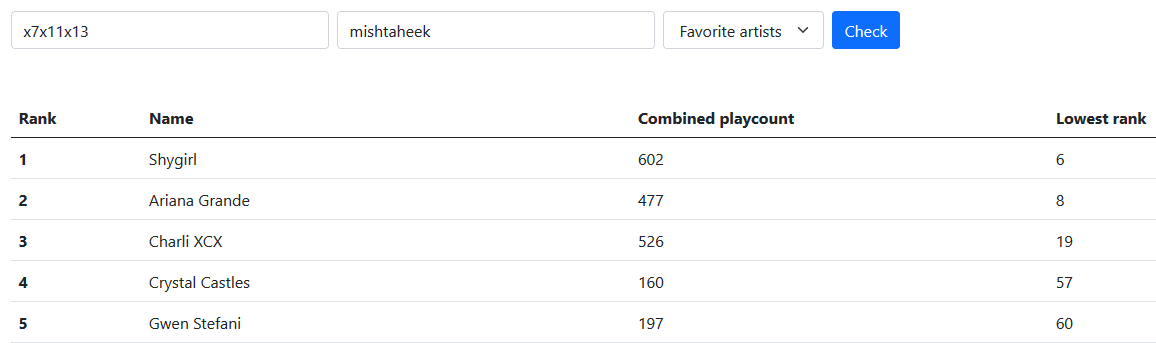 x7x11x13 mishtaheek Favorite artists Check
Rank Name Combined playcount Lowest rank
1 Shygirl 602 6
2 Ariana Grande 477 8
3 Charli XCX 526 19
4 Crystal Castles 160 57
5 Gwen Stefani 197 60